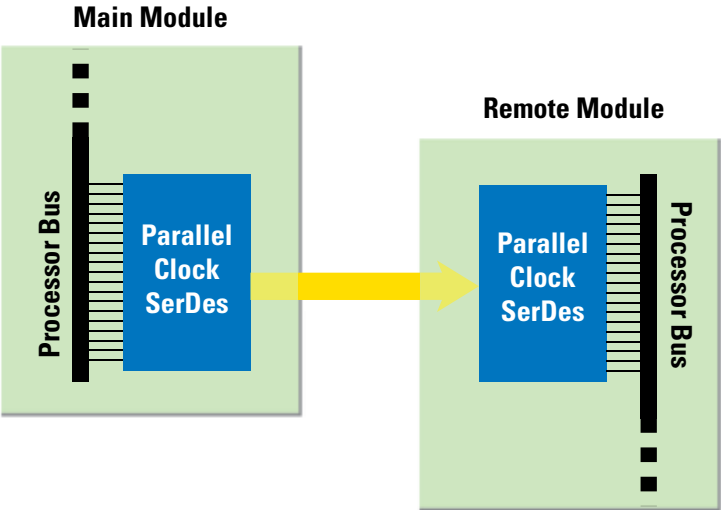 Main Module
Processor Bus
Parallel
Clock
SerDes
Remote Module
Parallel
Clock
SerDes
Processor Bus